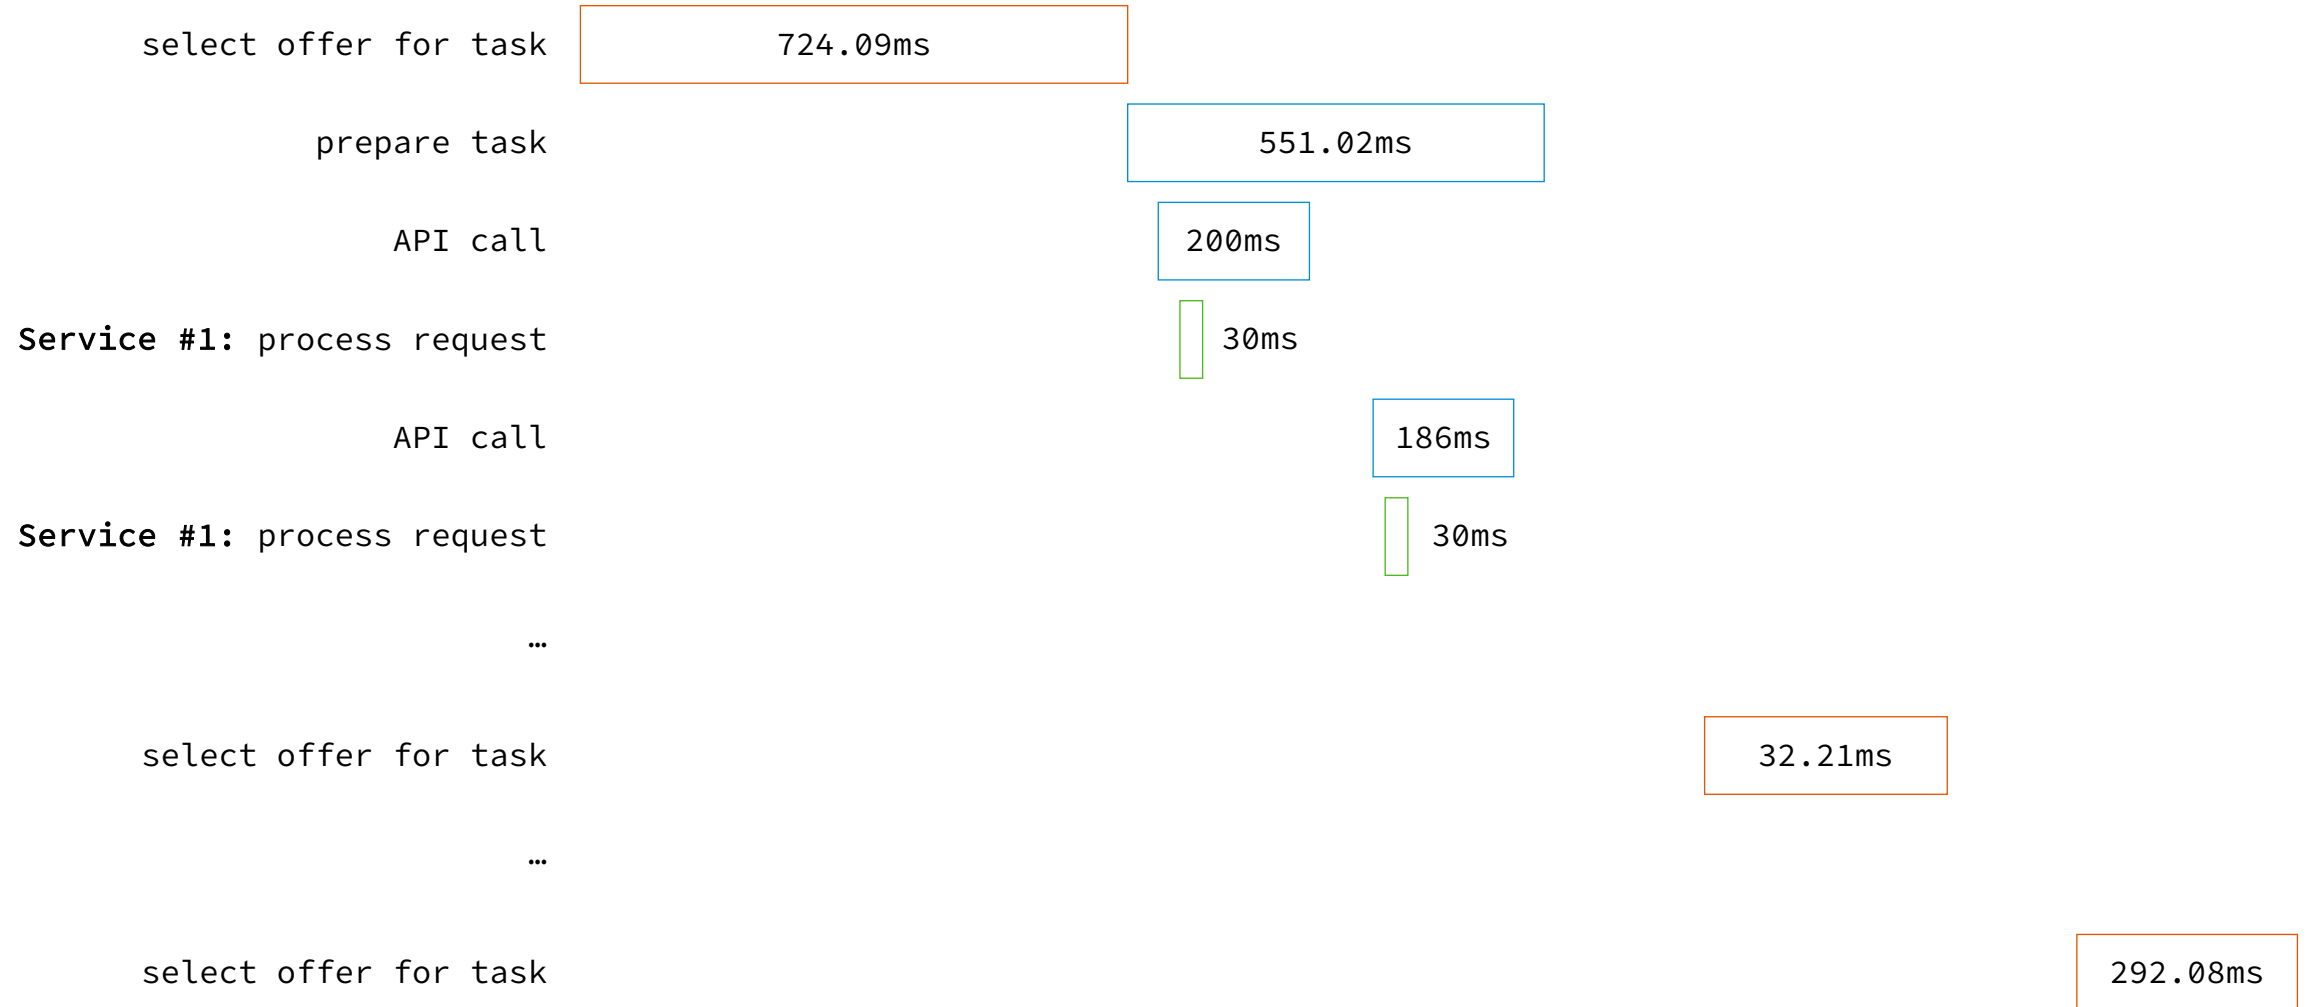 select offer for task 724.09ms
prepare task 551.02ms
API call 200ms
Service #1: process request 30ms
API call 186ms
Service #1: process request 30ms
…
select offer for task 32.21ms
…
select offer for task 292.08ms